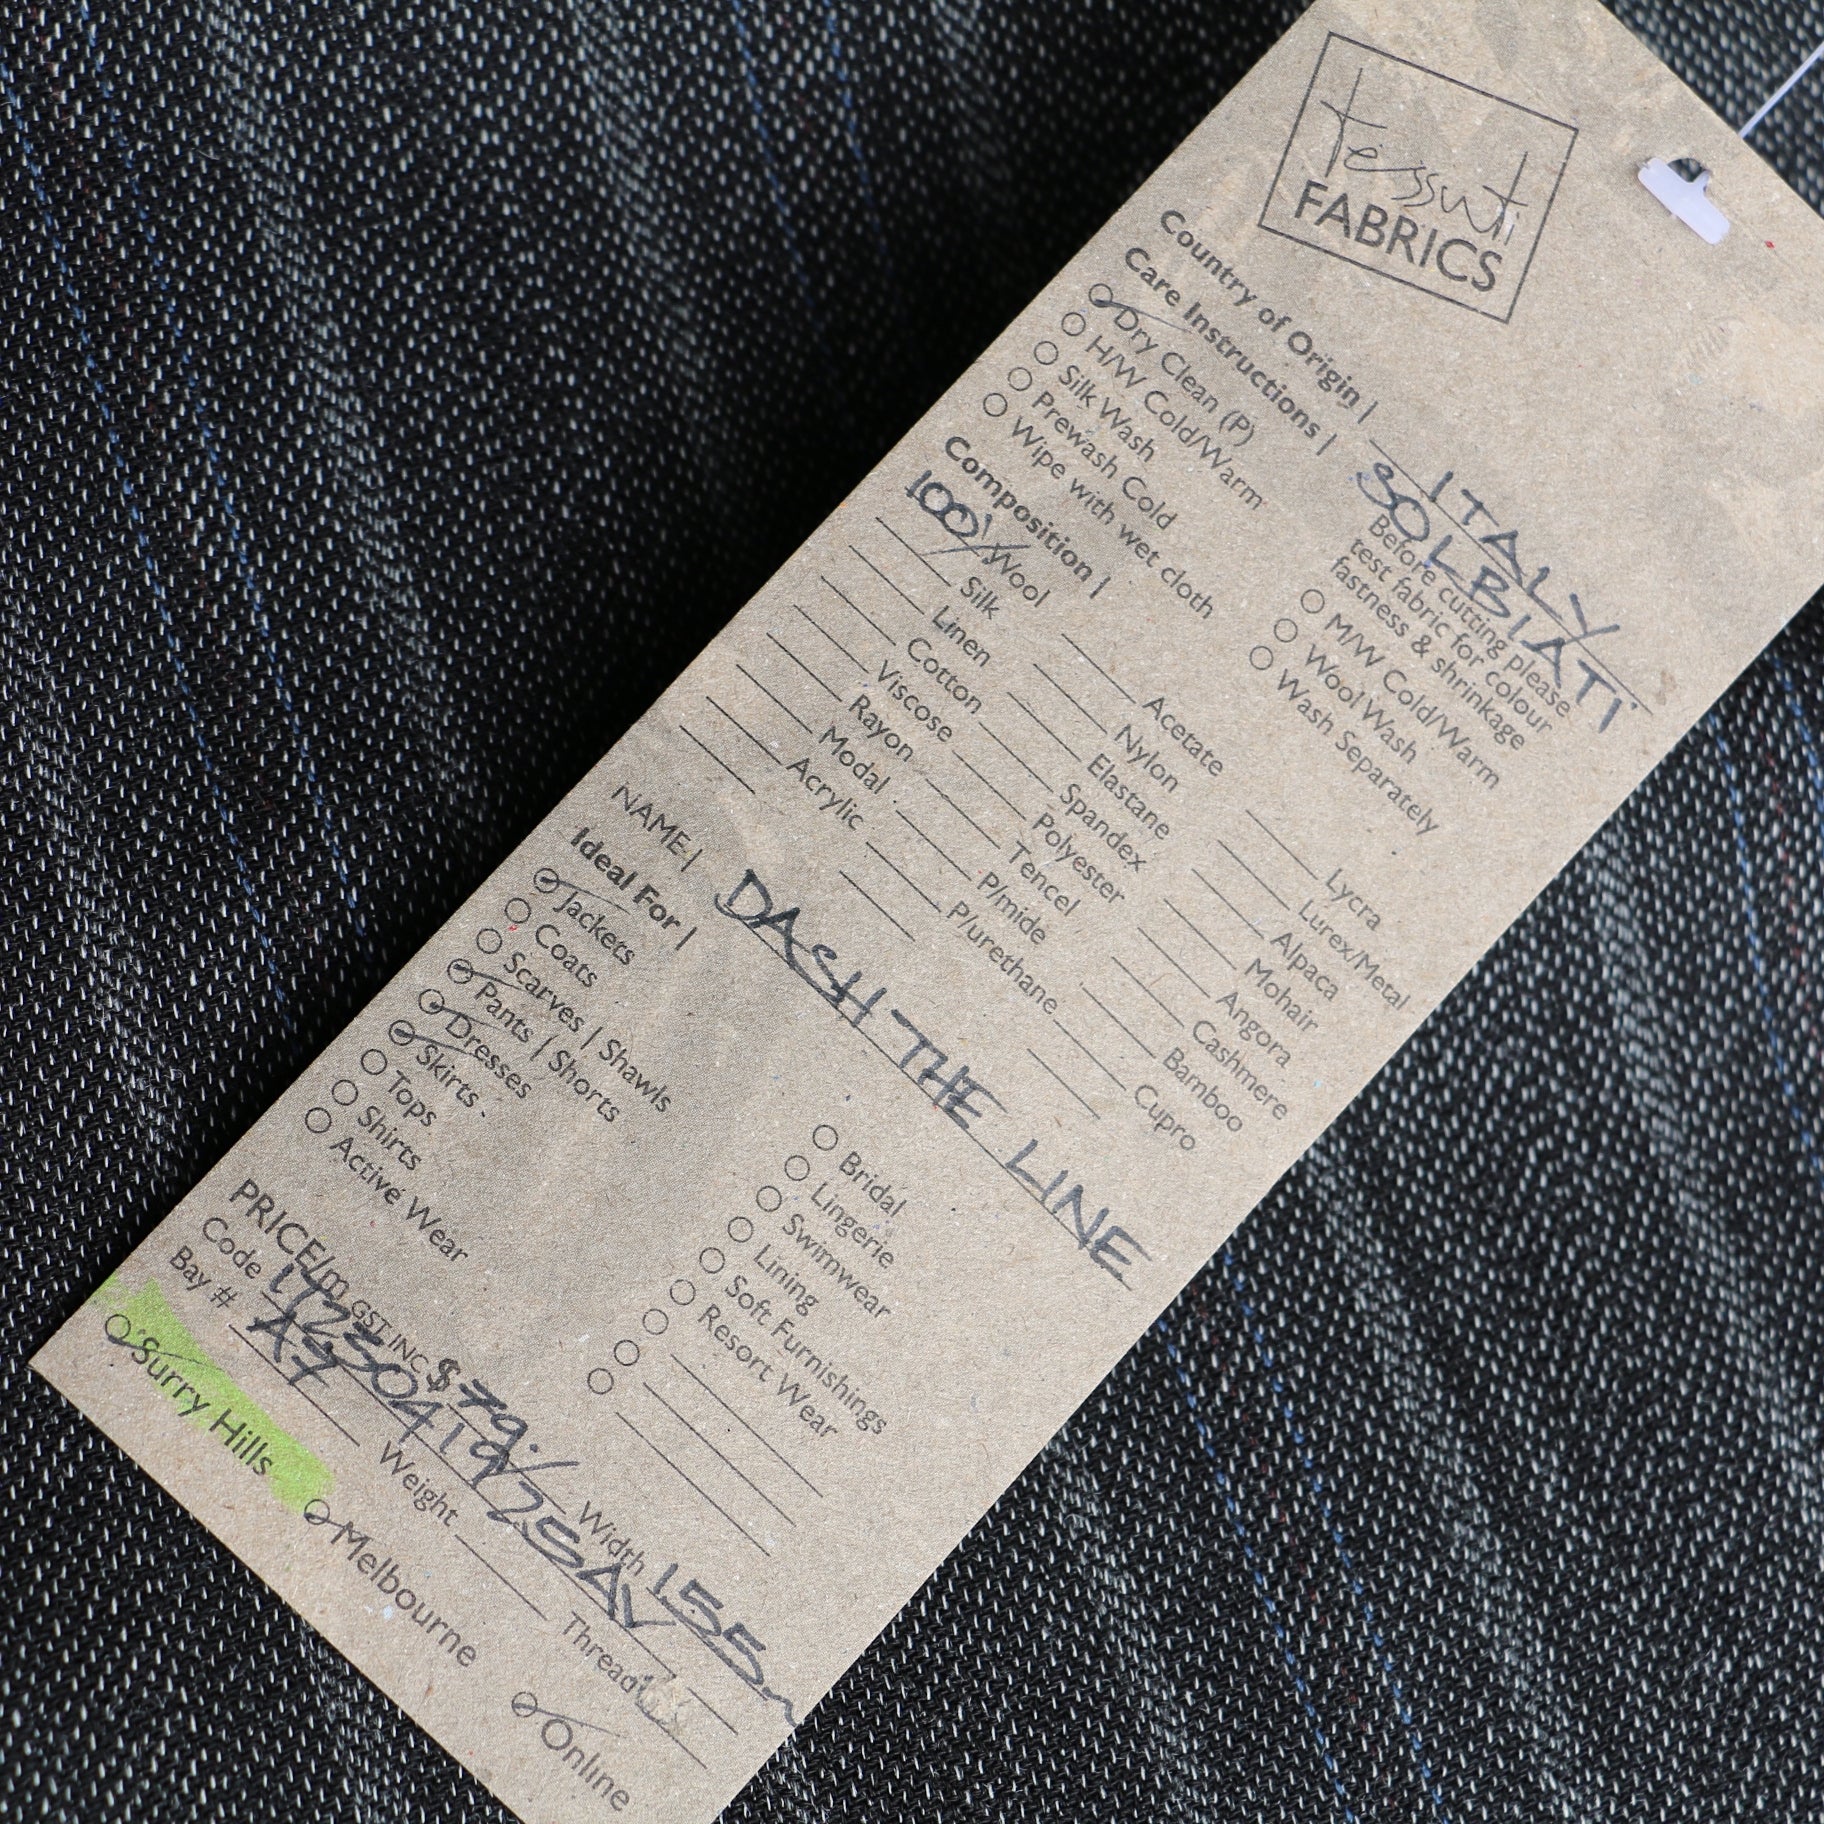 tessuti
FABRICS
Country of Origin | ITALY
SOLBIATI
Care Instructions |
Before cutting please
test fabric for colour
fastness & shrinkage
Dry Clean (P)
H/W Cold/Warm
Silk Wash
Prewash Cold
Wipe with wet cloth
M/W Cold/Warm
Wool Wash
Wash Separately
Composition |
100% Wool
Silk
Linen
Cotton
Viscose
Rayon
Modal
Acrylic
Acetate
Nylon
Elastane
Spandex
Polyester
Tencel
P/mide
P/urethane
Lycra
Lurex/Metal
Alpaca
Mohair
Angora
Cashmere
Bamboo
Cupro
NAME | DASH THE LINE
Ideal For |
Jackets
Coats
Scarves | Shawls
Pants | Shorts
Dresses
Skirts
Tops
Shirts
Active Wear
Bridal
Lingerie
Swimwear
Lining
Soft Furnishings
Resort Wear
PRICE/m GST INC $79. Width 155
Code
Bay # A7 Weight Thread
Surry Hills Melbourne Online